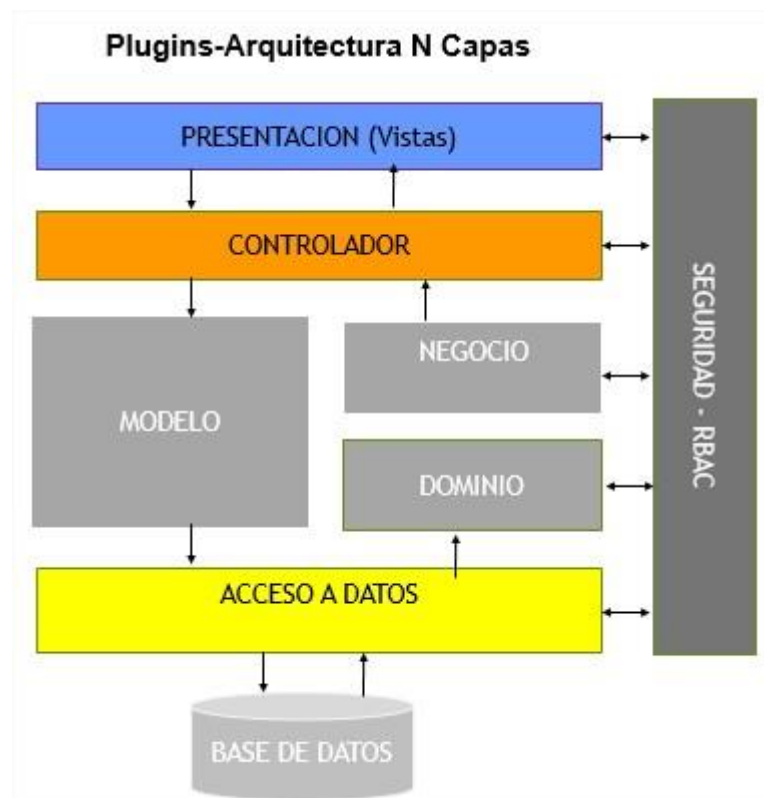 Plugins-Arquitectura N Capas
PRESENTACION (Vistas)
CONTROLADOR
NEGOCIO
MODELO
DOMINIO
ACCESO A DATOS
BASE DE DATOS
SEGURIDAD - RBAC